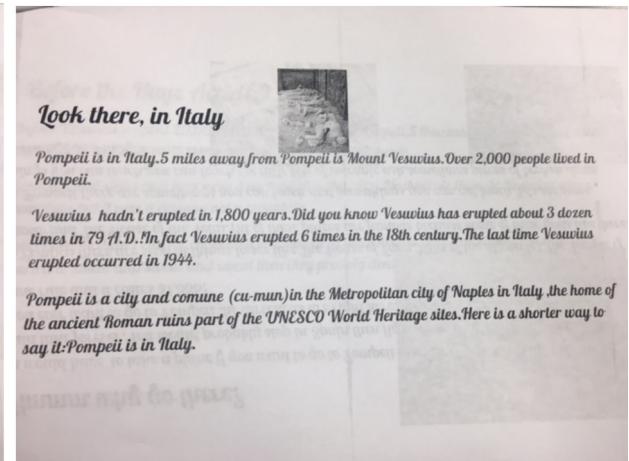 Look there, in Italy
Pompeii is in Italy.5 miles away from Pompeii is Mount Vesuvius.Over 2,000 people lived in
Pompeii.
Vesuvius hadn't erupted in 1,800 years.Did you know Vesuvius has erupted about 3 dozen
times in 79 A.D.?In fact Vesuvius erupted 6 times in the 18th century.The last time Vesuvius
erupted occurred in 1944.
Pompeii is a city and comune (cu-mun)in the Metropolitan city of Naples in Italy ,the home of
the ancient Roman ruins part of the UNESCO World Heritage sites.Here is a shorter way to
say it:Pompeii is in Italy.